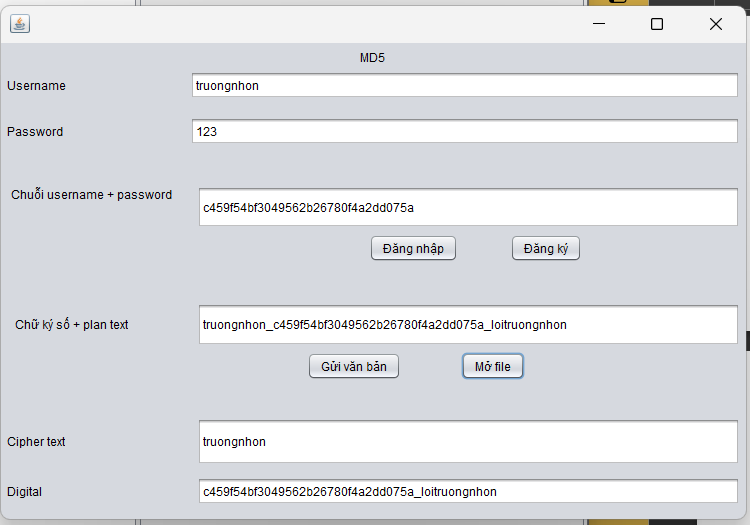 MD5
Username truongnhon
Password 123
Chuỗi username + password c459f54bf3049562b26780f4a2dd075a
Đăng nhập Đăng ký
Chữ ký số + plan text truongnhon_c459f54bf3049562b26780f4a2dd075a_loitruongnhon
Gửi văn bản Mở file
Cipher text truongnhon
Digital c459f54bf3049562b26780f4a2dd075a_loitruongnhon